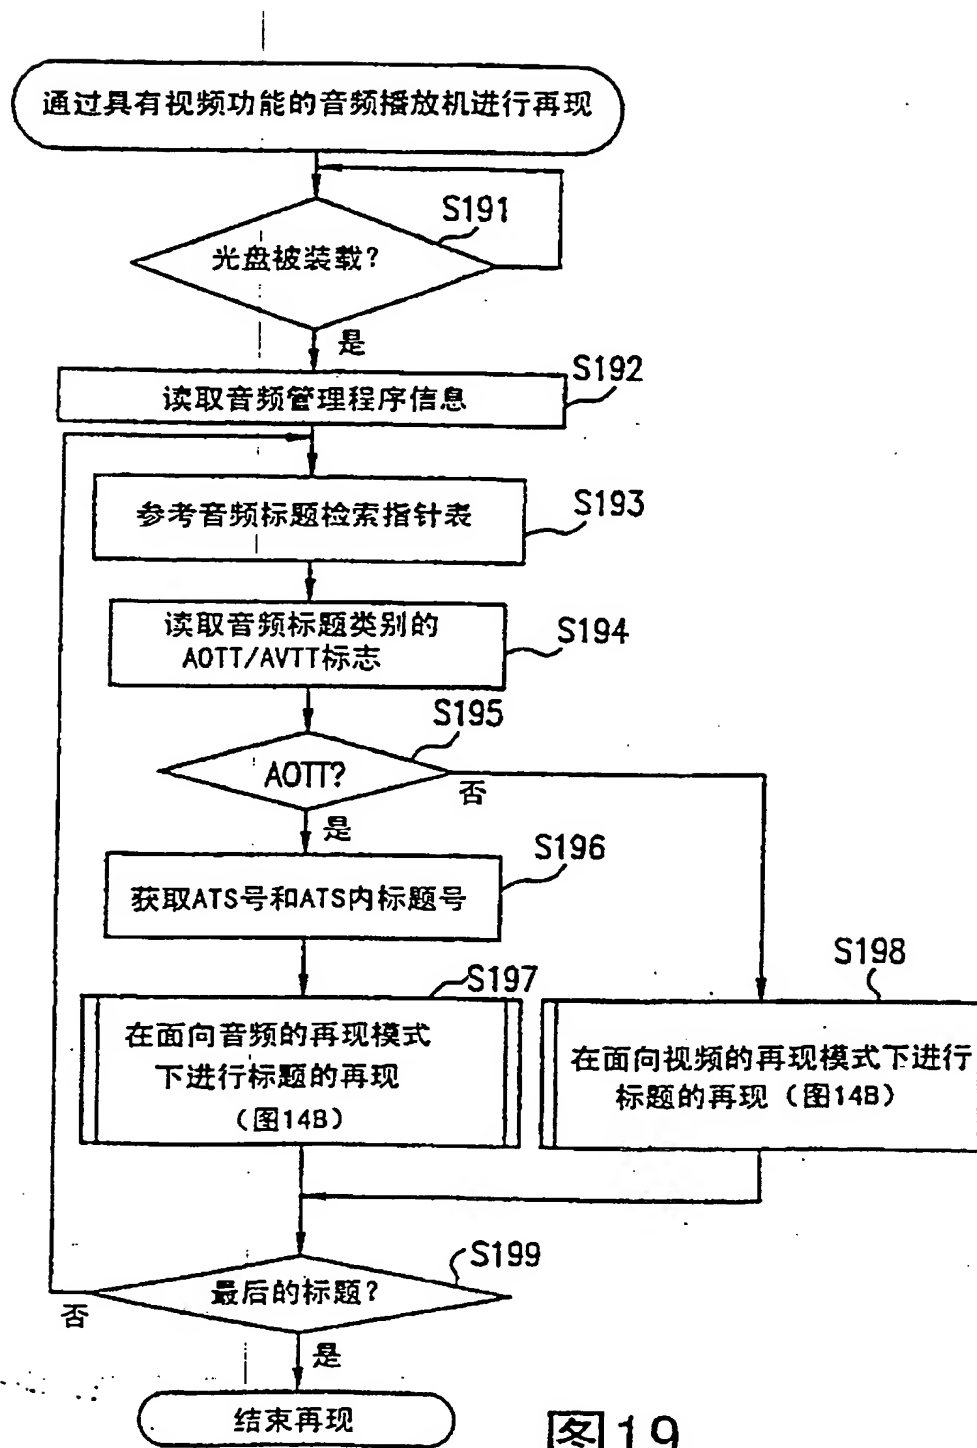 通过具有视频功能的音频播放机进行再现
S191
光盘被装载?
是
S192
读取音频管理程序信息
S193
参考音频标题检索指针表
读取音频标题类别的
AOTT/AVTT标志
S194
S195
AOTT?
否
是
S196
获取ATS号和ATS内标题号
S197
S198
在面向音频的再现模式
下进行标题的再现
(图14B)
在面向视频的再现模式下进行
标题的再现(图14B)
S199
最后的标题?
否
是
结束再现
图19